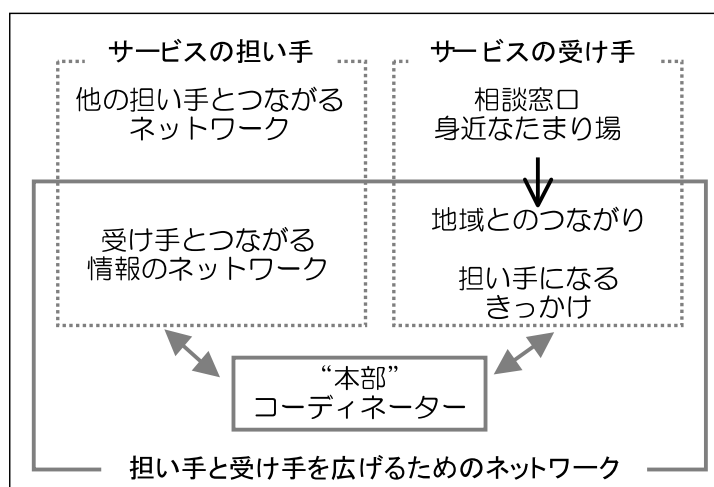 サービスの担い手
他の担い手とつながる
ネットワーク
受け手とつながる
情報のネットワーク
サービスの受け手
相談窓口
身近なたまり場
地域とのつながり
担い手になる
きっかけ
“本部”
コーディネーター
担い手と受け手を広げるためのネットワーク